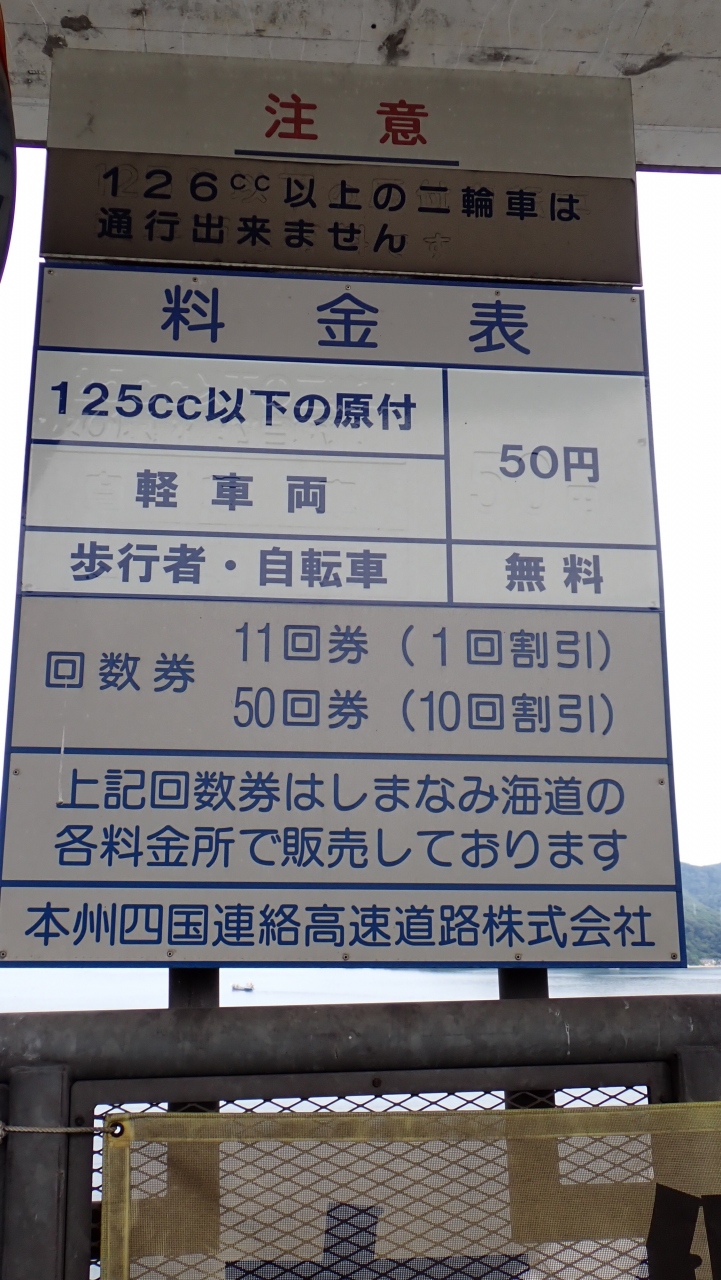 注意
126cc以上の二輪車は
通行出来ません
料金表
125cc以下の原付
50円
軽車両
歩行者・自転車 無料
回数券
11回券（1回割引）
50回券（10回割引）
上記回数券はしまなみ海道の
各料金所で販売しております
本州四国連絡高速道路株式会社